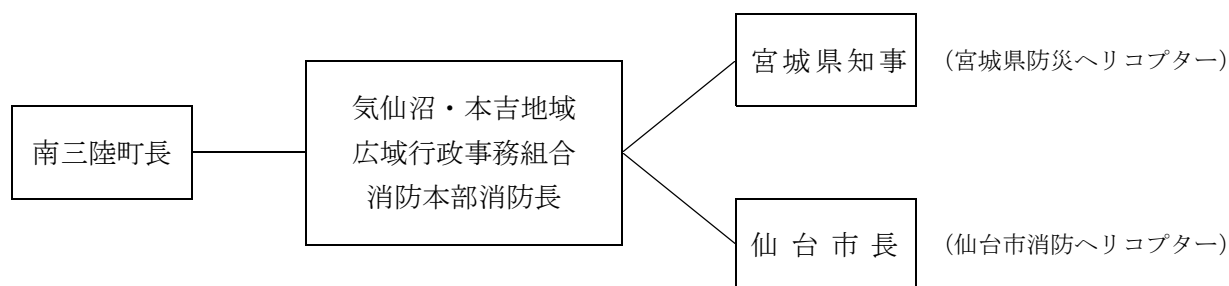 南三陸町長
気仙沼・本吉地域
広域行政事務組合
消防本部消防長
宮城県知事
（宮城県防災ヘリコプター）
仙台市長
（仙台市消防ヘリコプター）